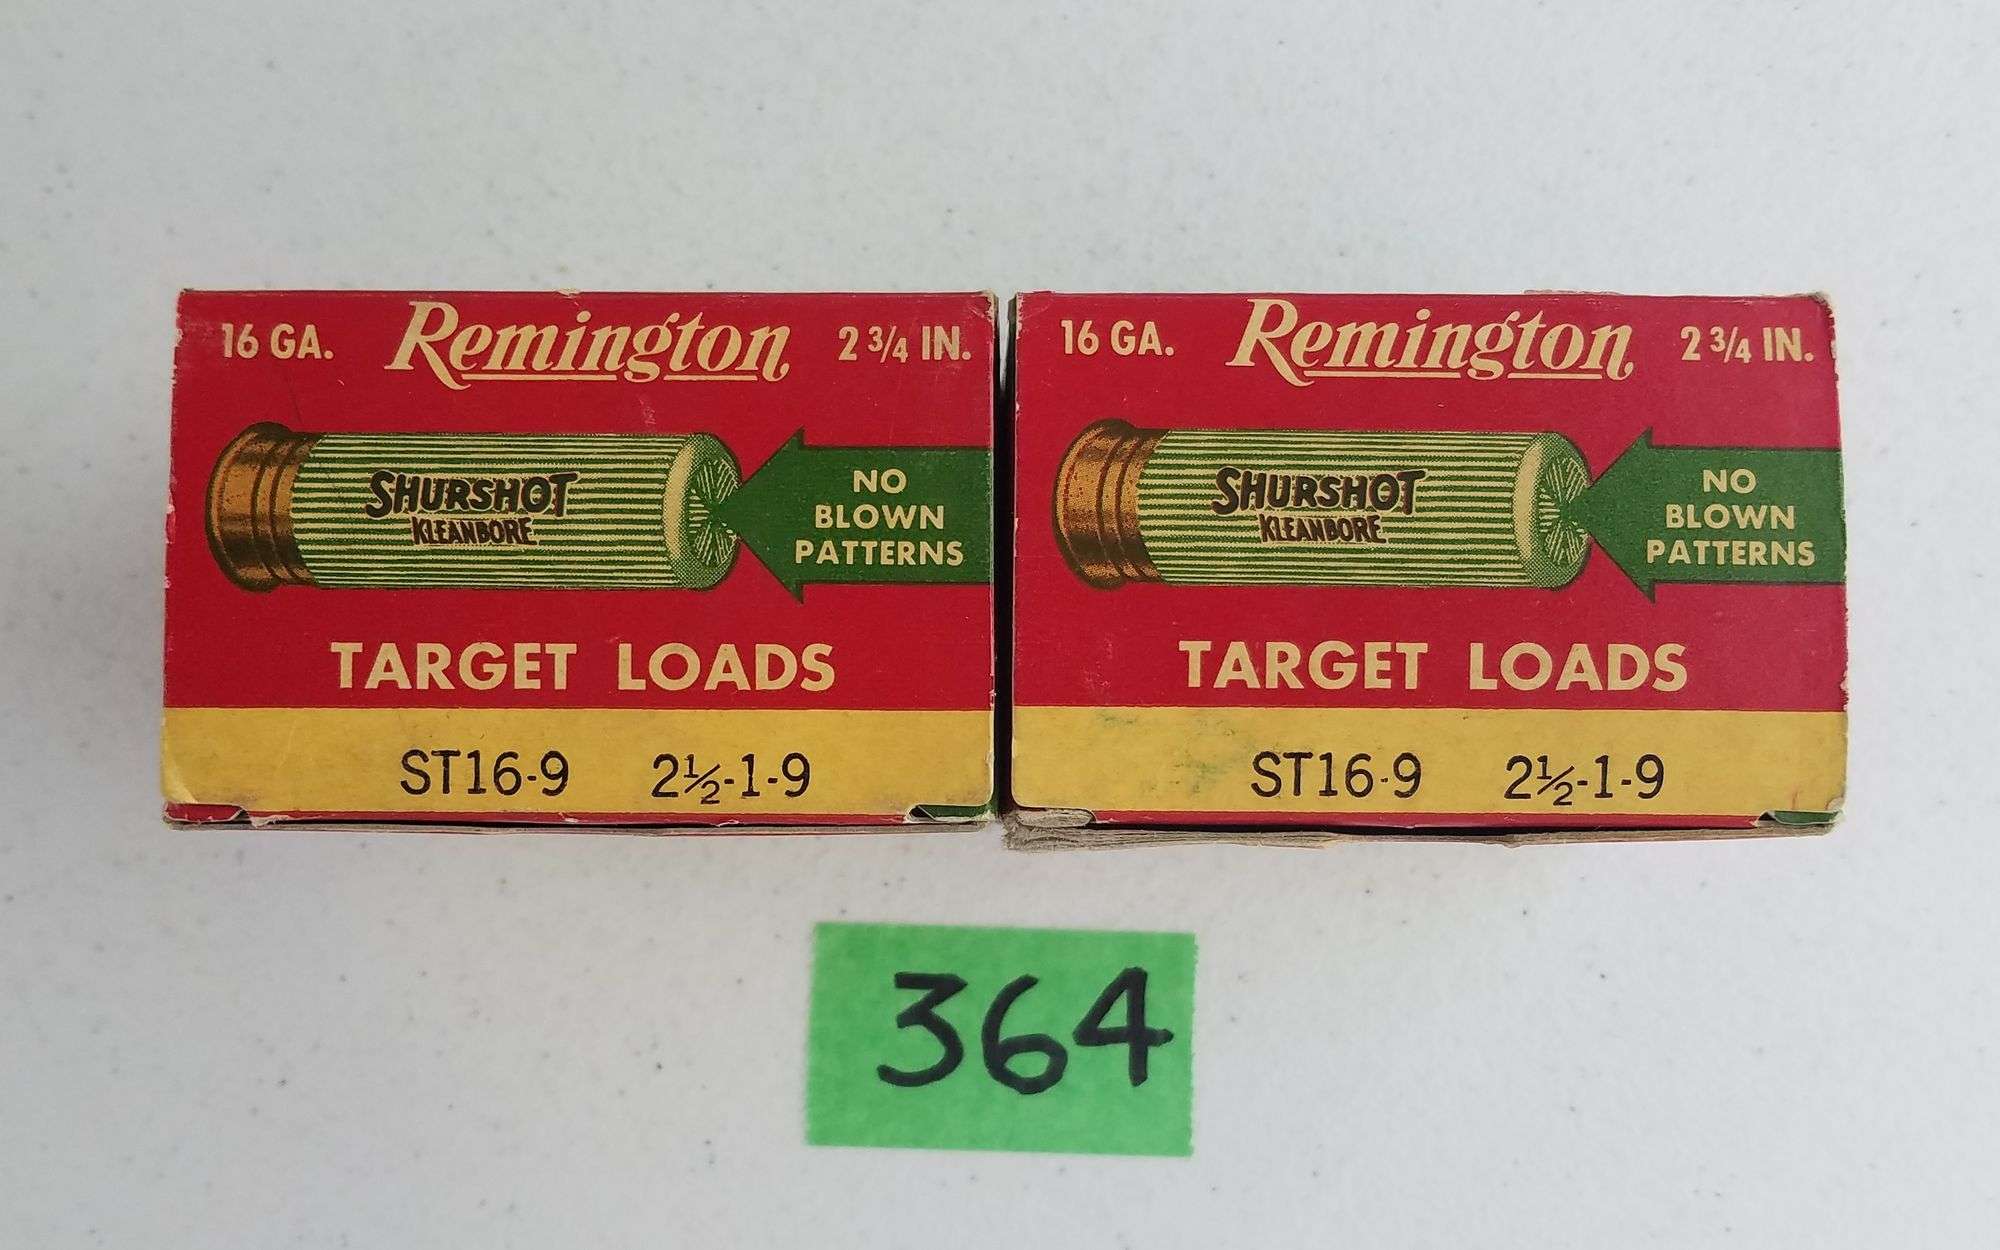 16 GA. Remington 2 3/4 IN.
SHURSHOT
KLEANBORE
NO
BLOWN
PATTERNS
TARGET LOADS
ST16-9 2½-1-9
16 GA. Remington 2 3/4 IN.
SHURSHOT
KLEANBORE
NO
BLOWN
PATTERNS
TARGET LOADS
ST16-9 2½-1-9
364